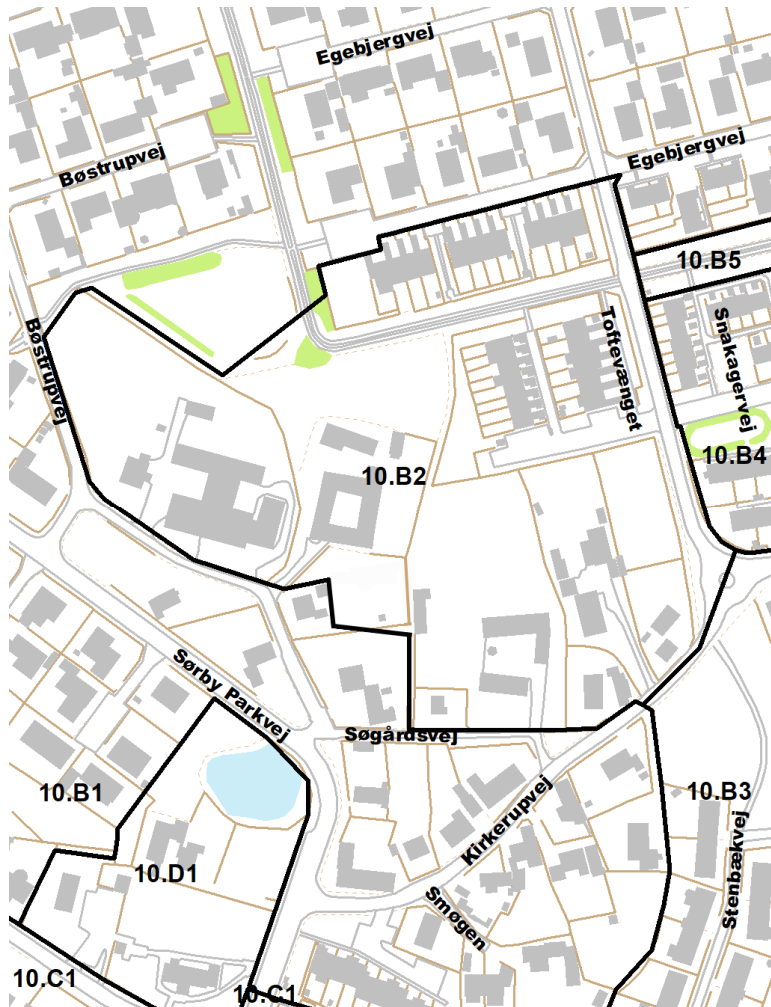 Egebjergvej
Bøstrupvej
Egebjergvej
10.B5
Bøstrupvej
Toftevænget
Snakagervej
10.B4
10.B2
Sørby Parkvej
Søgårdsvej
10.B1
10.B3
Kirkerupvej
Stenbækvej
10.D1
Smøgen
10.C1
10.C1